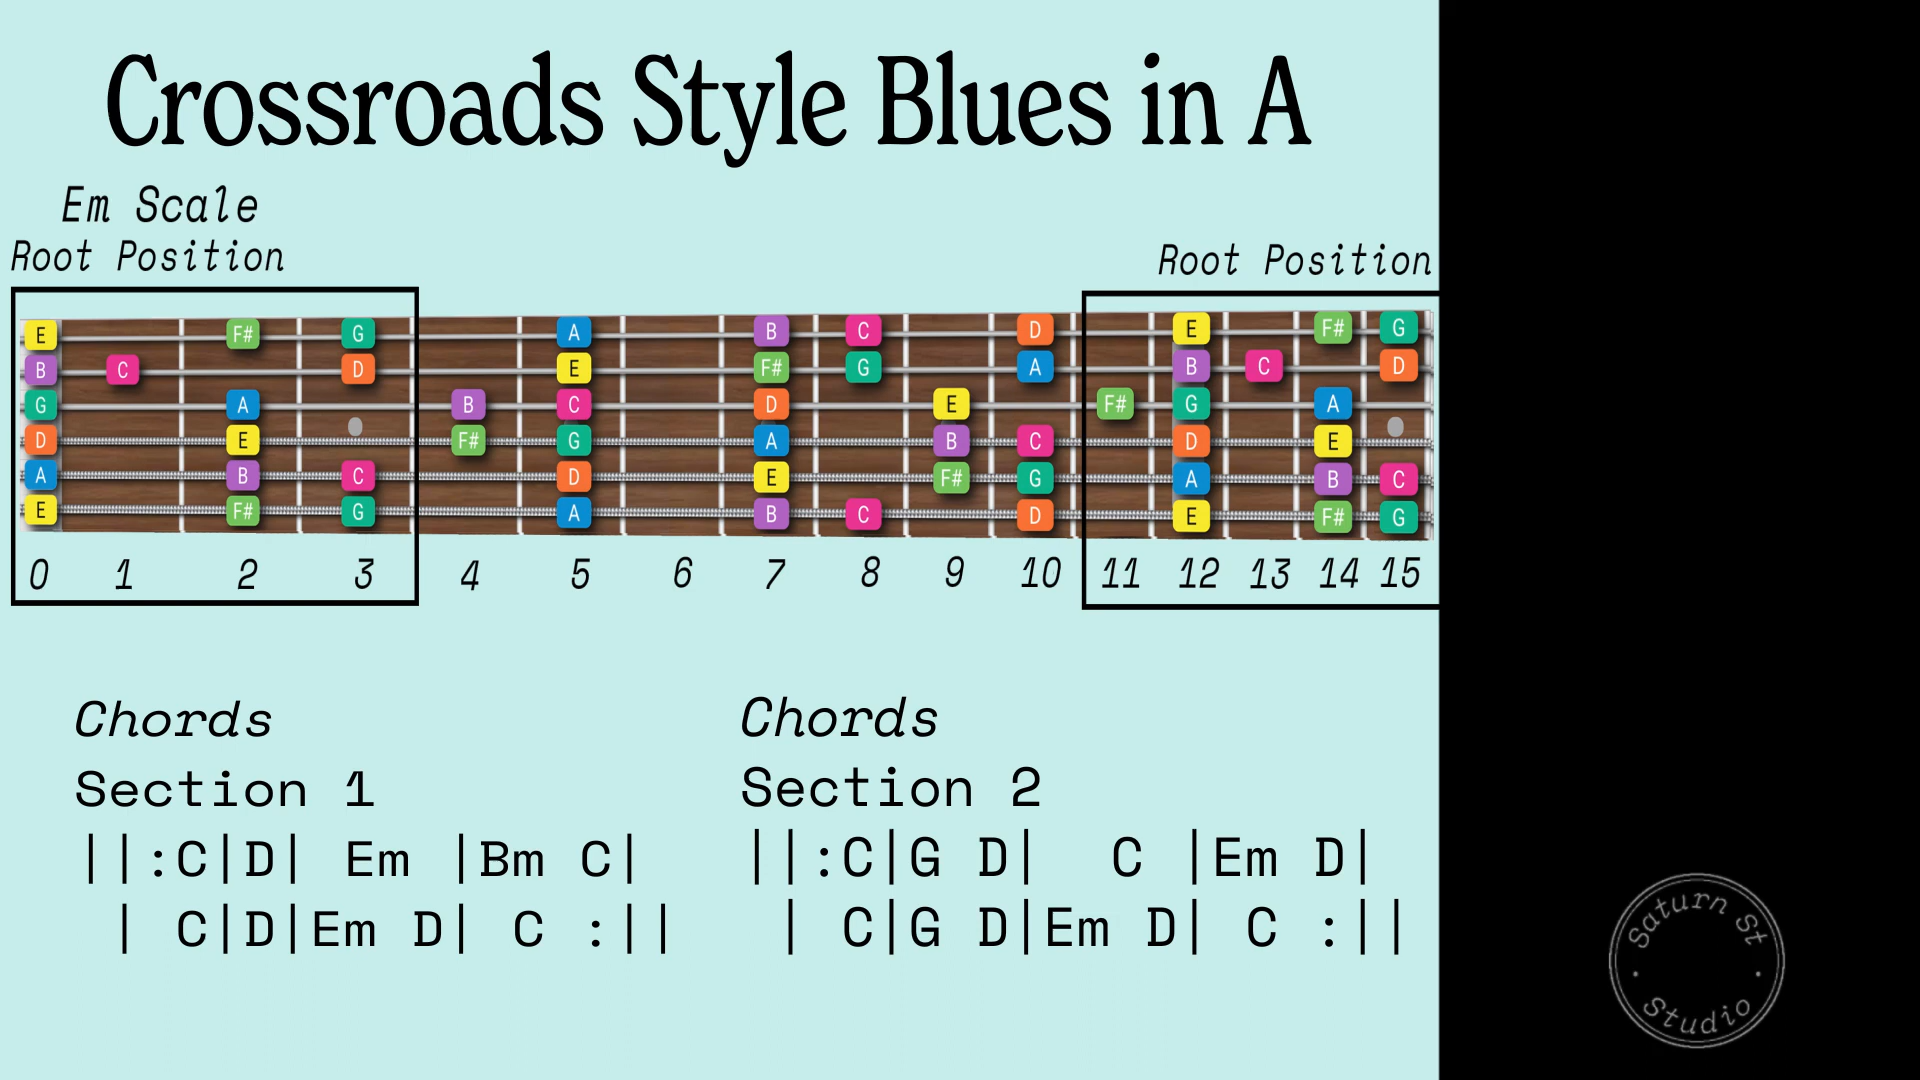 Crossroads Style Blues in A
Em Scale
Root Position
Root Position
E F# G A B C D E F# G
B C D E F# G A B C D
G A B C D E F# G A
D E F# G A B C D E
A B C D E F# G A B C
E F# G A B C D E F# G
0 1 2 3 4 5 6 7 8 9 10 11 12 13 14 15
Chords
Section 1
||:C|D| Em |Bm C|
| C|D|Em D| C :||
Chords
Section 2
||:C|G D| C |Em D|
| C|G D|Em D| C :||
Saturn St
Studio